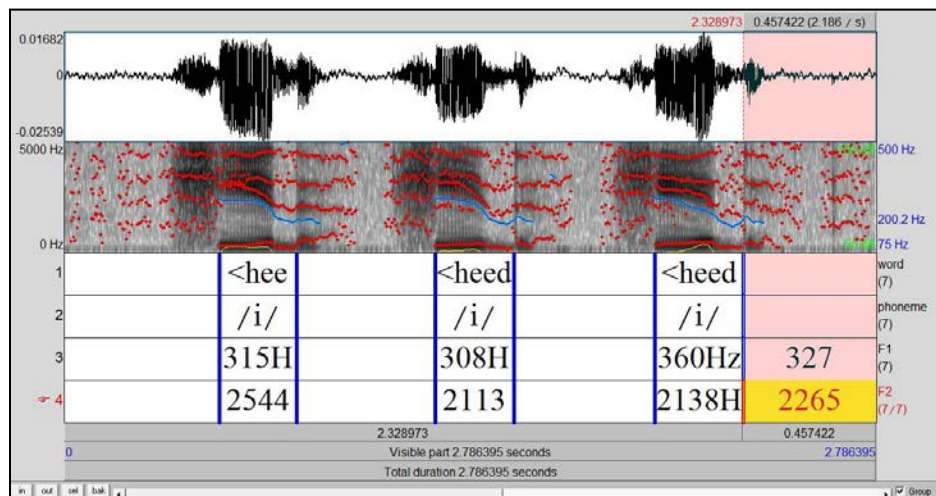 2.328973 0.457422 (2.186 / s)
0.01682
0
-0.02539
5000 Hz 500 Hz
200.2 Hz
0 Hz 75 Hz
1 <hee <heed <heed word (7)
2 /i/ /i/ /i/ phoneme (7)
3 315H 308H 360Hz 327 F1 (7)
4 2544 2113 2138H 2265 F2 (7/7)
2.328973 0.457422
0 Visible part 2.786395 seconds 2.786395
Total duration 2.786395 seconds
in out sel bak Group